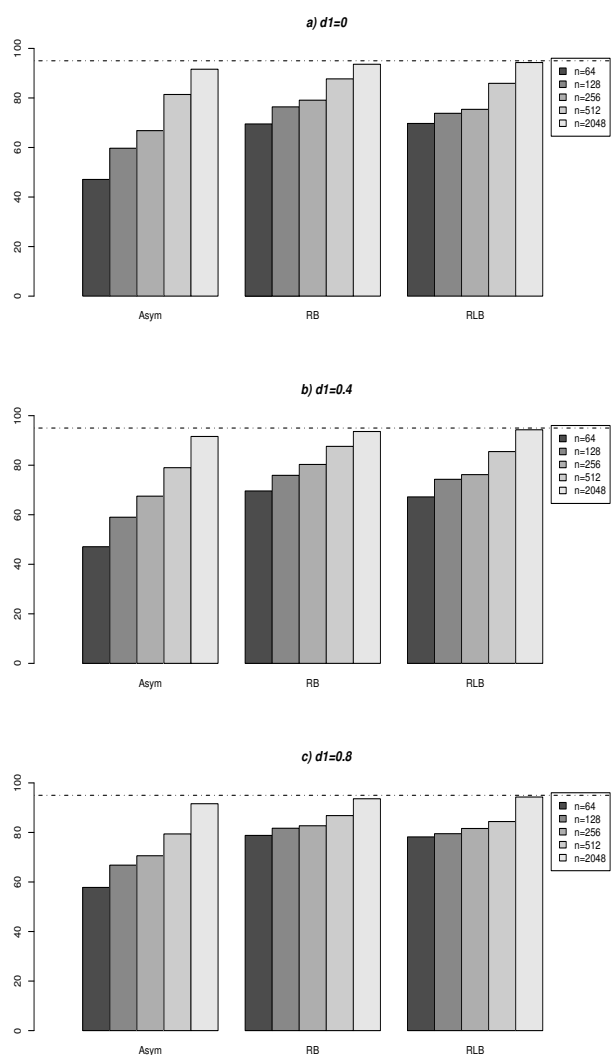 a) d1=0
100
80
60
40
20
0
n=64
n=128
n=256
n=512
n=2048
Asym RB RLB
b) d1=0.4
100
80
60
40
20
0
n=64
n=128
n=256
n=512
n=2048
Asym RB RLB
c) d1=0.8
100
80
60
40
20
0
n=64
n=128
n=256
n=512
n=2048
Asym RB RLB